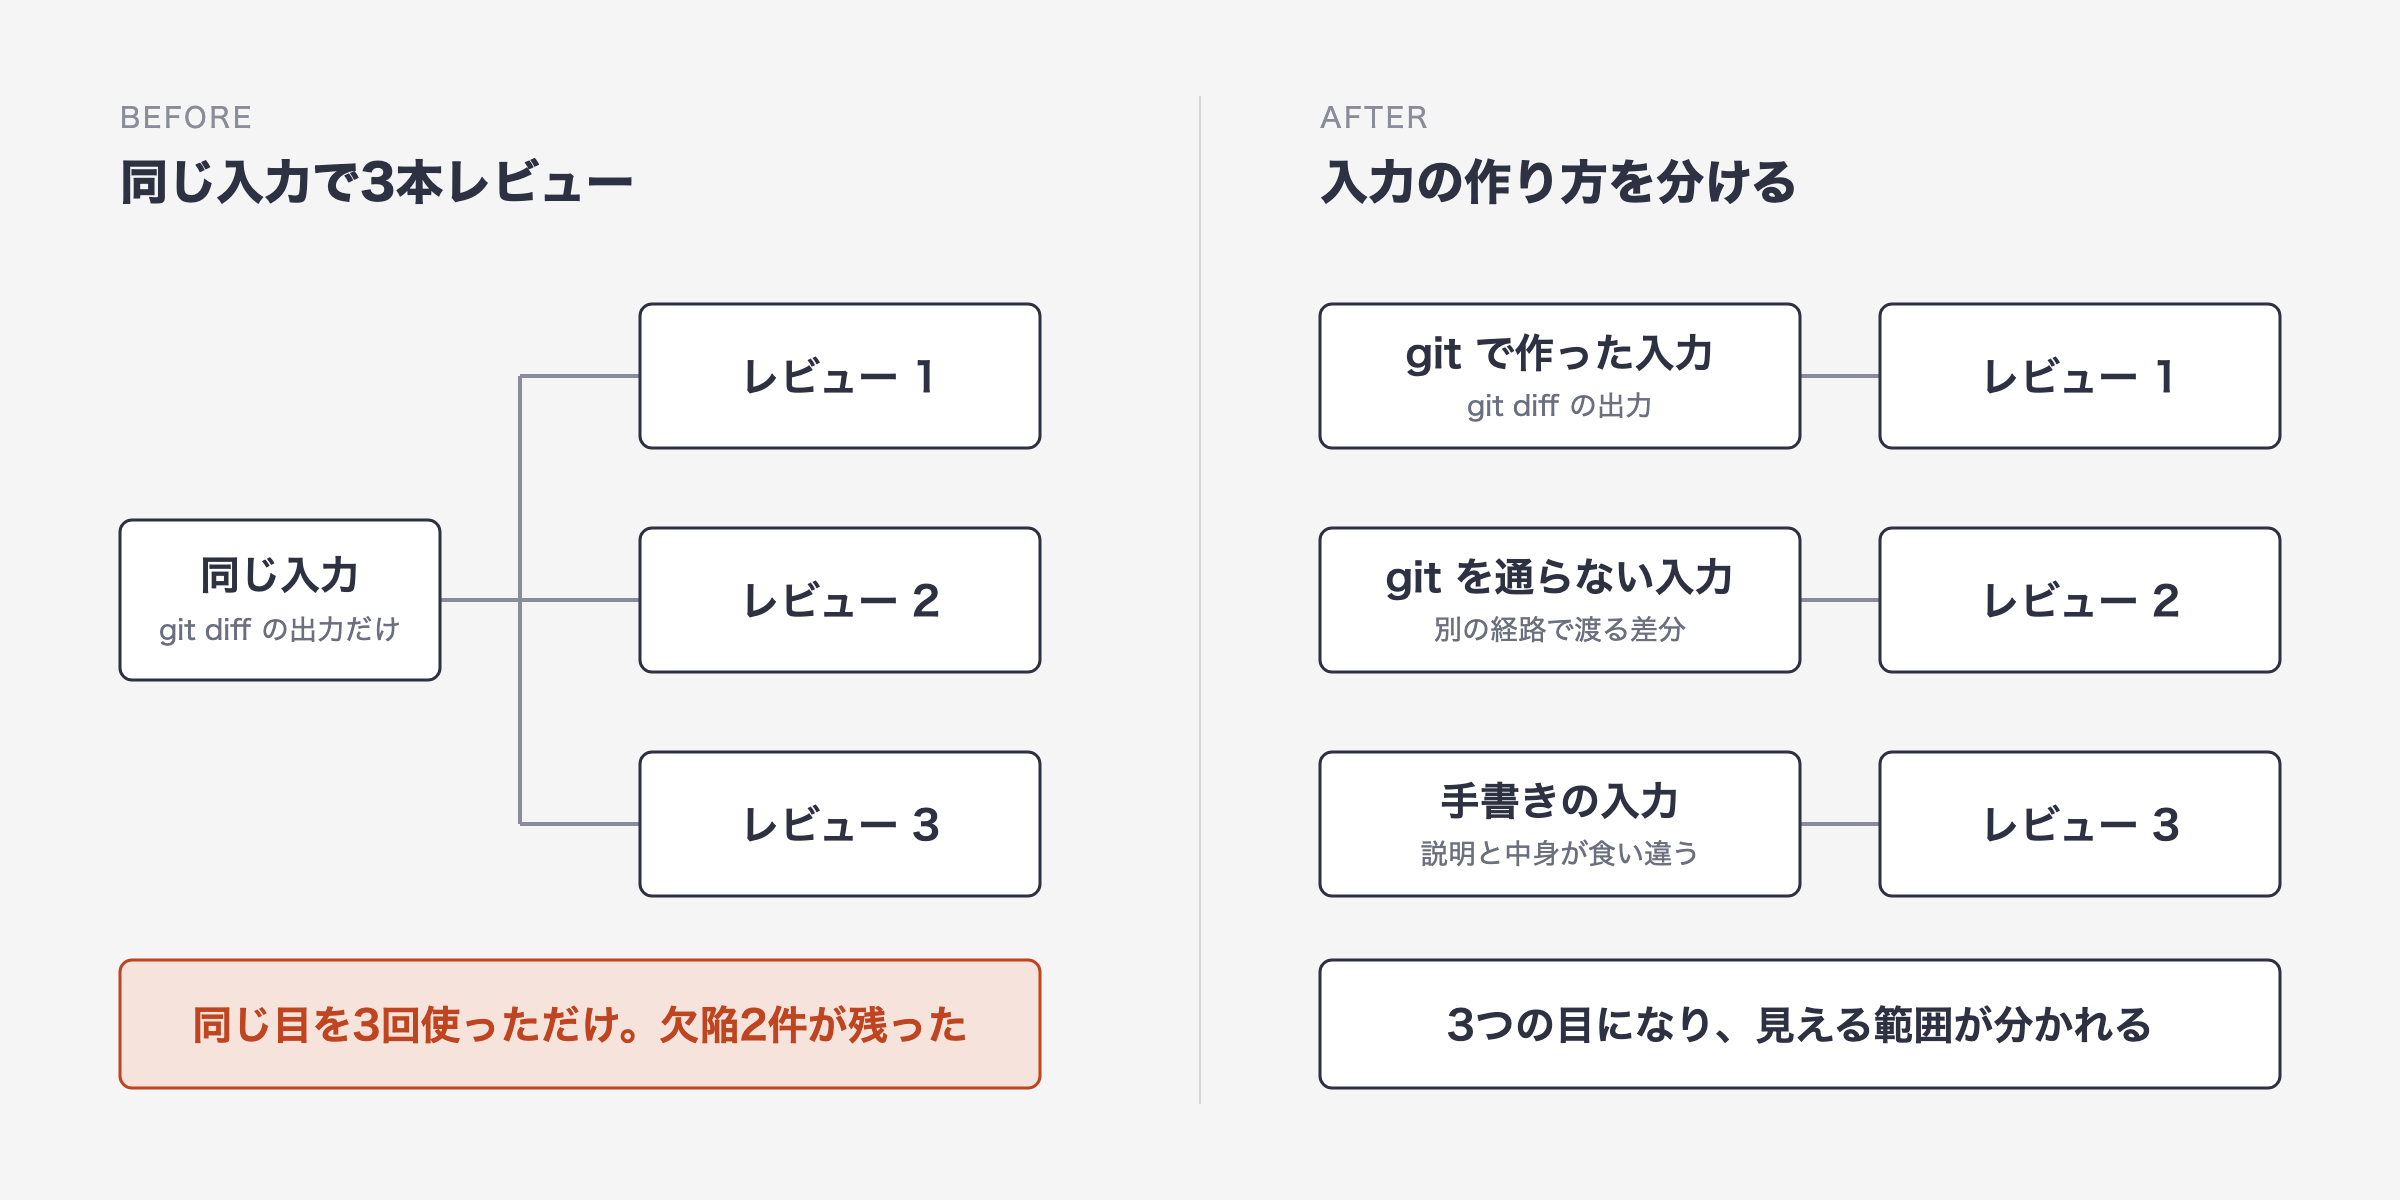 BEFORE
同じ入力で3本レビュー
同じ入力
git diff の出力だけ
レビュー 1
レビュー 2
レビュー 3
同じ目を3回使っただけ。欠陥2件が残った
AFTER
入力の作り方を分ける
git で作った入力
git diff の出力
レビュー 1
git を通らない入力
別の経路で渡る差分
レビュー 2
手書きの入力
説明と中身が食い違う
レビュー 3
3つの目になり、見える範囲が分かれる